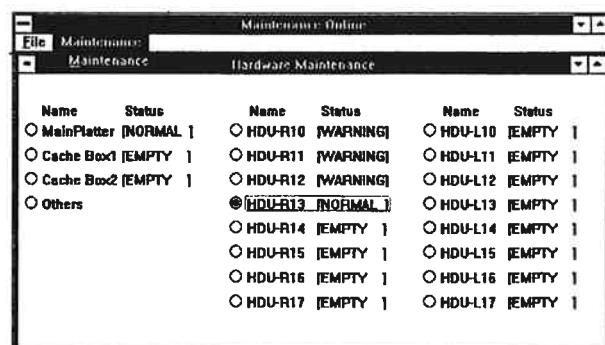 Maintenance Online
File Maintenance
Maintenance Hardware Maintenance
Name Status Name Status Name Status
MainPlatter [NORMAL ] HDU-R10 [WARNING] HDU-L10 [EMPTY ]
Cache Box1 [EMPTY ] HDU-R11 [WARNING] HDU-L11 [EMPTY ]
Cache Box2 [EMPTY ] HDU-R12 [WARNING] HDU-L12 [EMPTY ]
Others HDU-R13 [NORMAL ] HDU-L13 [EMPTY ]
HDU-R14 [EMPTY ] HDU-L14 [EMPTY ]
HDU-R15 [EMPTY ] HDU-L15 [EMPTY ]
HDU-R16 [EMPTY ] HDU-L16 [EMPTY ]
HDU-R17 [EMPTY ] HDU-L17 [EMPTY ]